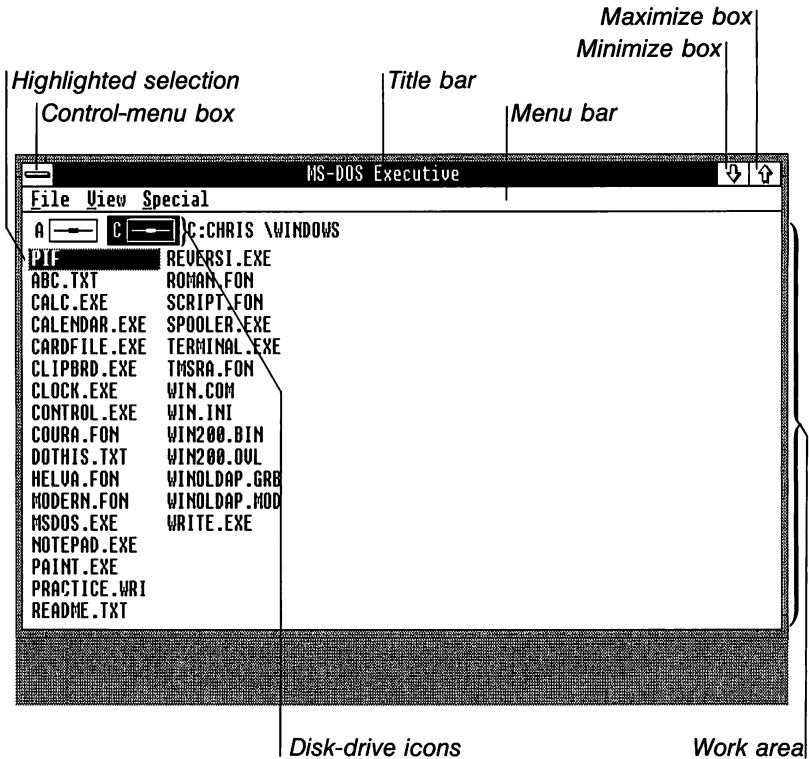 Maximize box
Minimize box
Highlighted selection
Title bar
Control-menu box
Menu bar
MS-DOS Executive
File View Special
A C C:CHRIS \WINDOWS
PIF REVERSI.EXE
ABC.TXT ROMAN.FON
CALC.EXE SCRIPT.FON
CALENDAR.EXE SPOOLER.EXE
CARDFILE.EXE TERMINAL.EXE
CLIPBRD.EXE TMSRA.FON
CLOCK.EXE WIN.COM
CONTROL.EXE WIN.INI
COURA.FON WIN200.BIN
DOTHIS.TXT WIN200.OVL
HELVA.FON WINOLDAP.GRB
MODERN.FON WINOLDAP.MOD
MSDOS.EXE WRITE.EXE
NOTEPAD.EXE
PAINT.EXE
PRACTICE.WRI
README.TXT
Disk-drive icons
Work area